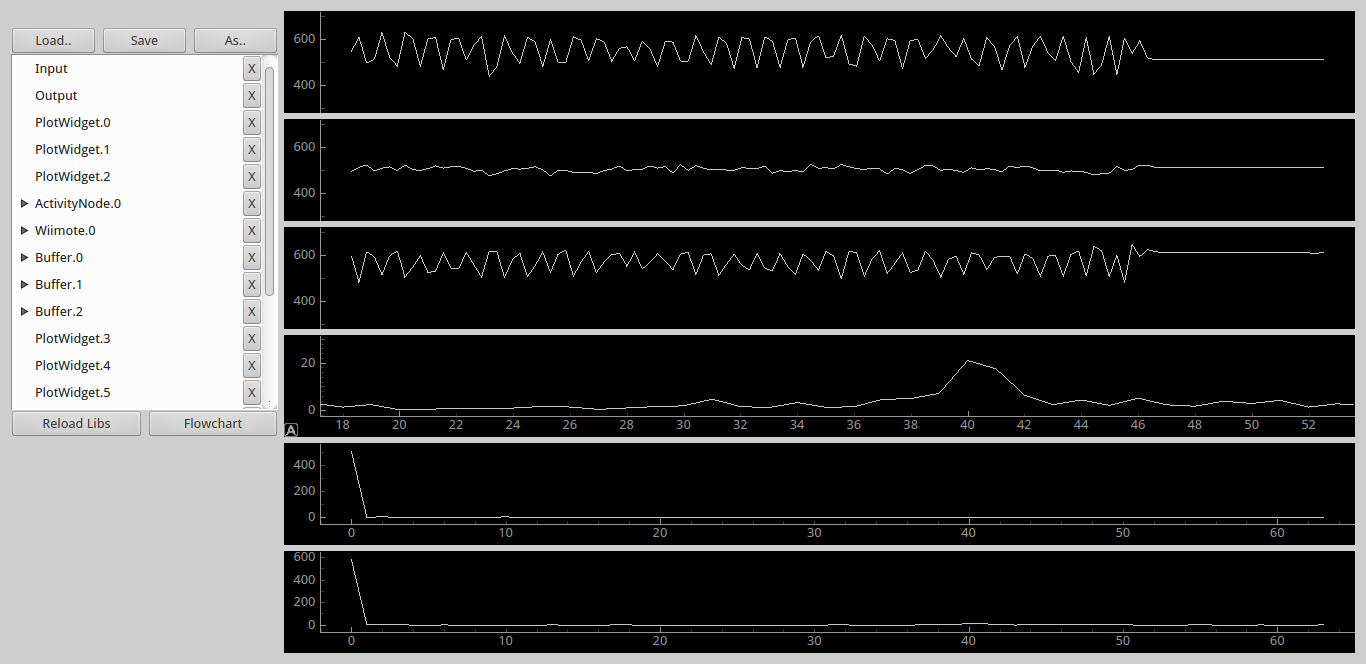 Load.. Save As..
Input X
Output X
PlotWidget.0 X
PlotWidget.1 X
PlotWidget.2 X
ActivityNode.0 X
Wiimote.0 X
Buffer.0 X
Buffer.1 X
Buffer.2 X
PlotWidget.3 X
PlotWidget.4 X
PlotWidget.5 X
Reload Libs Flowchart
600
400
600
400
600
400
20
0
A 18 20 22 24 26 28 30 32 34 36 38 40 42 44 46 48 50 52
400
200
0
0 10 20 30 40 50 60
600
400
200
0
0 10 20 30 40 50 60